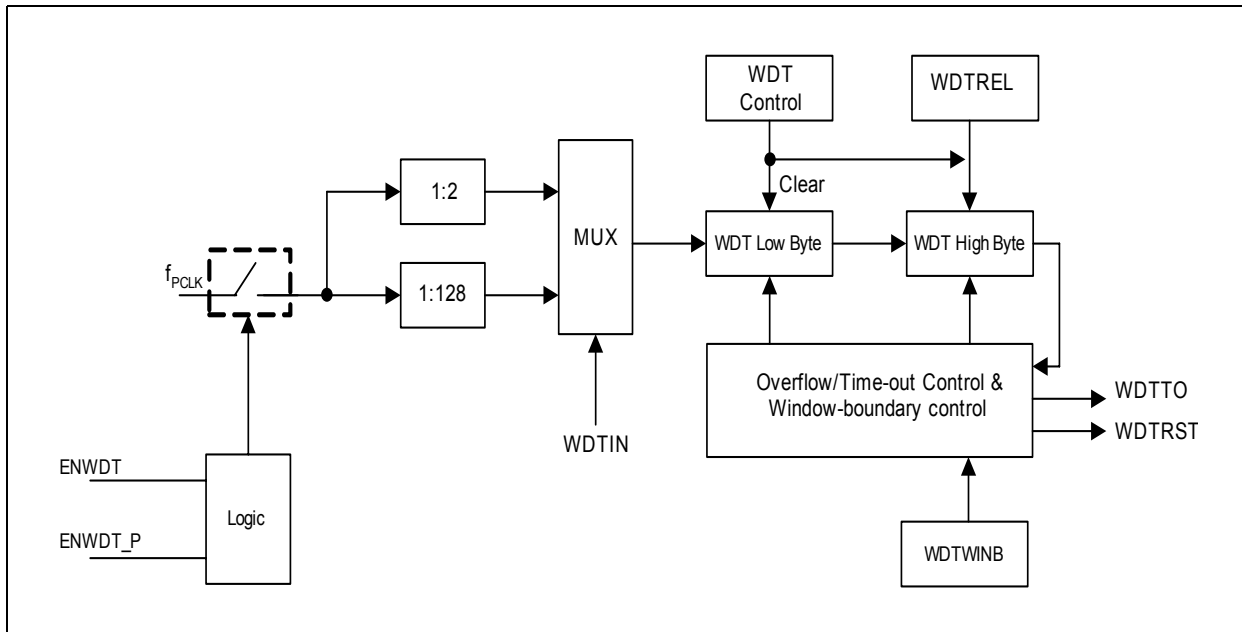 WDT
Control
WDTREL
1:2
Clear
MUX
WDT Low Byte
WDT High Byte
fPCLK
1:128
Overflow/Time-out Control &
Window-boundary control
WDTTO
WDTRST
WDTIN
ENWDT
Logic
ENWDT_P
WDTWINB